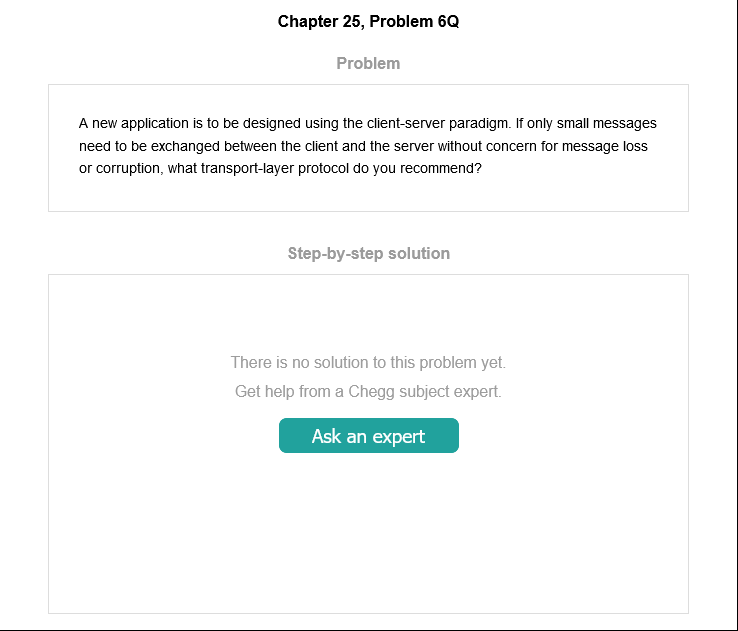 Chapter 25, Problem 6Q
Problem
A new application is to be designed using the client-server paradigm. If only small messages
need to be exchanged between the client and the server without concern for message loss
or corruption, what transport-layer protocol do you recommend?
Step-by-step solution
There is no solution to this problem yet.
Get help from a Chegg subject expert.
Ask an expert